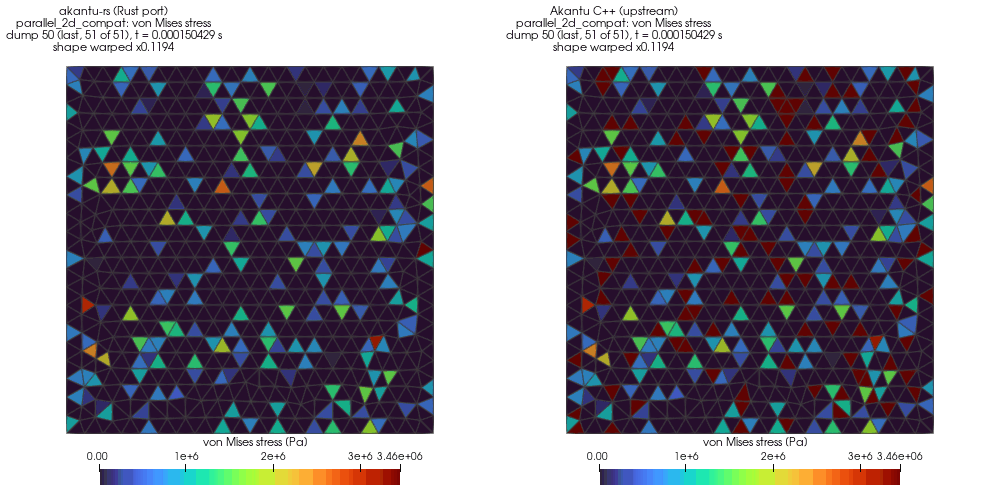 akantu-rs (Rust port)
parallel_2d_compat: von Mises stress
dump 50 (last, 51 of 51), t = 0.000150429 s
shape warped x0.1194
von Mises stress (Pa)
0.00 1e+6 2e+6 3e+6 3.46e+06
Akantu C++ (upstream)
parallel_2d_compat: von Mises stress
dump 50 (last, 51 of 51), t = 0.000150429 s
shape warped x0.1194
von Mises stress (Pa)
0.00 1e+6 2e+6 3e+6 3.46e+06